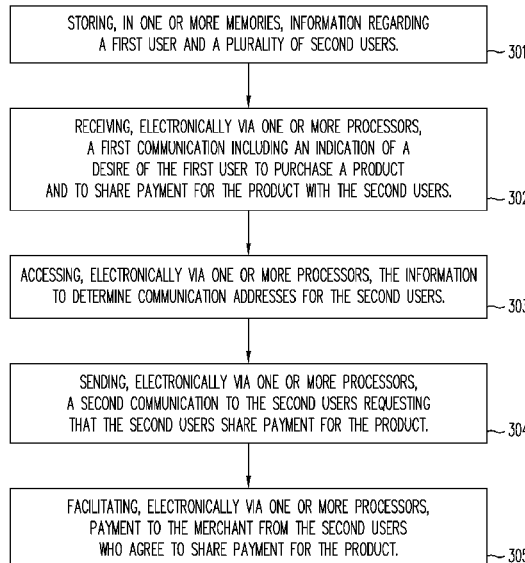 STORING, IN ONE OR MORE MEMORIES, INFORMATION REGARDING
A FIRST USER AND A PLURALITY OF SECOND USERS.
301
RECEIVING, ELECTRONICALLY VIA ONE OR MORE PROCESSORS,
A FIRST COMMUNICATION INCLUDING AN INDICATION OF A
DESIRE OF THE FIRST USER TO PURCHASE A PRODUCT
AND TO SHARE PAYMENT FOR THE PRODUCT WITH THE SECOND USERS.
302
ACCESSING, ELECTRONICALLY VIA ONE OR MORE PROCESSORS, THE INFORMATION
TO DETERMINE COMMUNICATION ADDRESSES FOR THE SECOND USERS.
303
SENDING, ELECTRONICALLY VIA ONE OR MORE PROCESSORS,
A SECOND COMMUNICATION TO THE SECOND USERS REQUESTING
THAT THE SECOND USERS SHARE PAYMENT FOR THE PRODUCT.
304
FACILITATING, ELECTRONICALLY VIA ONE OR MORE PROCESSORS,
PAYMENT TO THE MERCHANT FROM THE SECOND USERS
WHO AGREE TO SHARE PAYMENT FOR THE PRODUCT.
305